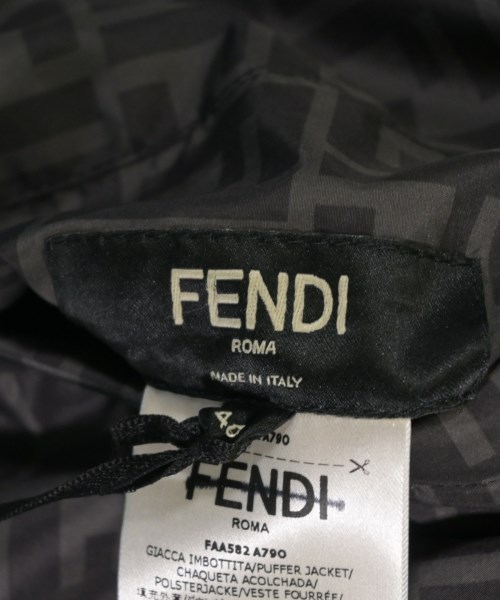 FENDI
ROMA
MADE IN ITALY
40
A790
FENDI
ROMA
FAA582 A790
GIACCA IMBOTTITA/PUFFER JACKET/
CHAQUETA ACOLCHADA/
POLSTERJACKE/VESTE FOURRÉE/